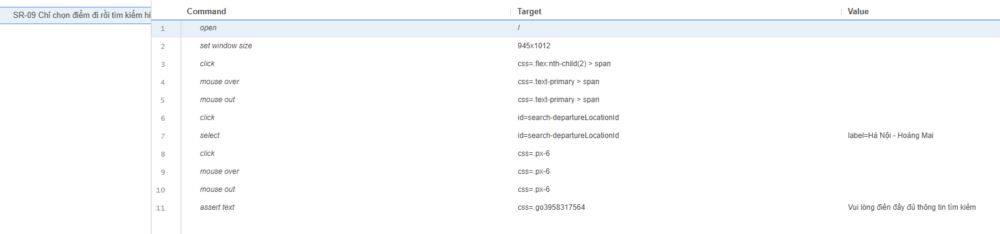 SR-09 Chỉ chọn điểm đi rồi tìm kiếm hi
Command Target Value
1 open /
2 set window size 945x1012
3 click css=.flex:nth-child(2) > span
4 mouse over css=.text-primary > span
5 mouse out css=.text-primary > span
6 click id=search-departureLocationId
7 select id=search-departureLocationId label=Hà Nội - Hoàng Mai
8 click css=.px-6
9 mouse over css=.px-6
10 mouse out css=.px-6
11 assert text css=.go3958317564 Vui lòng điền đầy đủ thông tin tìm kiếm